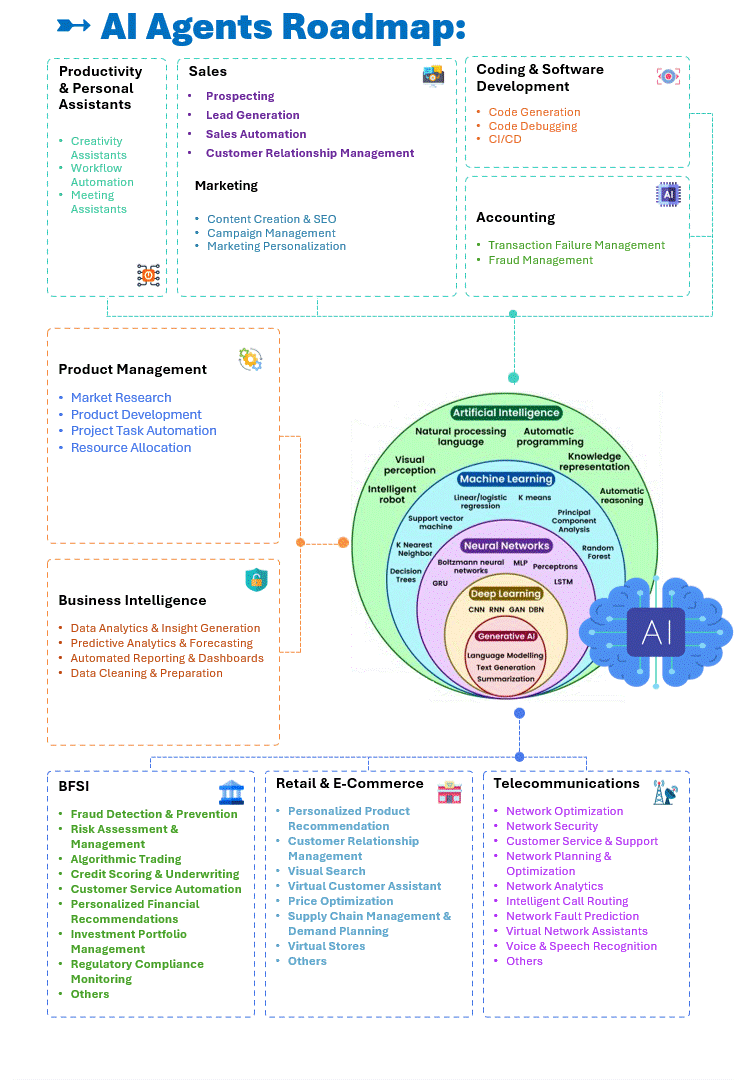 AI Agents Roadmap:
Productivity
& Personal
Assistants
• Creativity
Assistants
• Workflow
Automation
• Meeting
Assistants
Sales
• Prospecting
• Lead Generation
• Sales Automation
• Customer Relationship Management
Marketing
• Content Creation & SEO
• Campaign Management
• Marketing Personalization
Coding & Software
Development
• Code Generation
• Code Debugging
• CI/CD
AI
Accounting
• Transaction Failure Management
• Fraud Management
Product Management
• Market Research
• Product Development
• Project Task Automation
• Resource Allocation
Business Intelligence
• Data Analytics & Insight Generation
• Predictive Analytics & Forecasting
• Automated Reporting & Dashboards
• Data Cleaning & Preparation
Artificial Intelligence
Natural processing
language
Automatic
programming
Visual
perception
Knowledge
representation
Intelligent
robot
Automatic
reasoning
Machine Learning
Linear/logistic
regression
K means
Support vector
machine
Principal
Component
Analysis
K Nearest
Neighbor
Random
Forest
Decision
Trees
Neural Networks
Boltzmann neural
networks
MLP
Perceptrons
GRU
LSTM
Deep Learning
CNN RNN GAN DBN
Generative AI
Language Modelling
Text Generation
Summarization
AI
BFSI
• Fraud Detection & Prevention
• Risk Assessment &
Management
• Algorithmic Trading
• Credit Scoring & Underwriting
• Customer Service Automation
• Personalized Financial
Recommendations
• Investment Portfolio
Management
• Regulatory Compliance
Monitoring
• Others
Retail & E-Commerce
• Personalized Product
Recommendation
• Customer Relationship
Management
• Visual Search
• Virtual Customer Assistant
• Price Optimization
• Supply Chain Management &
Demand Planning
• Virtual Stores
• Others
Telecommunications
• Network Optimization
• Network Security
• Customer Service & Support
• Network Planning &
Optimization
• Network Analytics
• Intelligent Call Routing
• Network Fault Prediction
• Virtual Network Assistants
• Voice & Speech Recognition
• Others